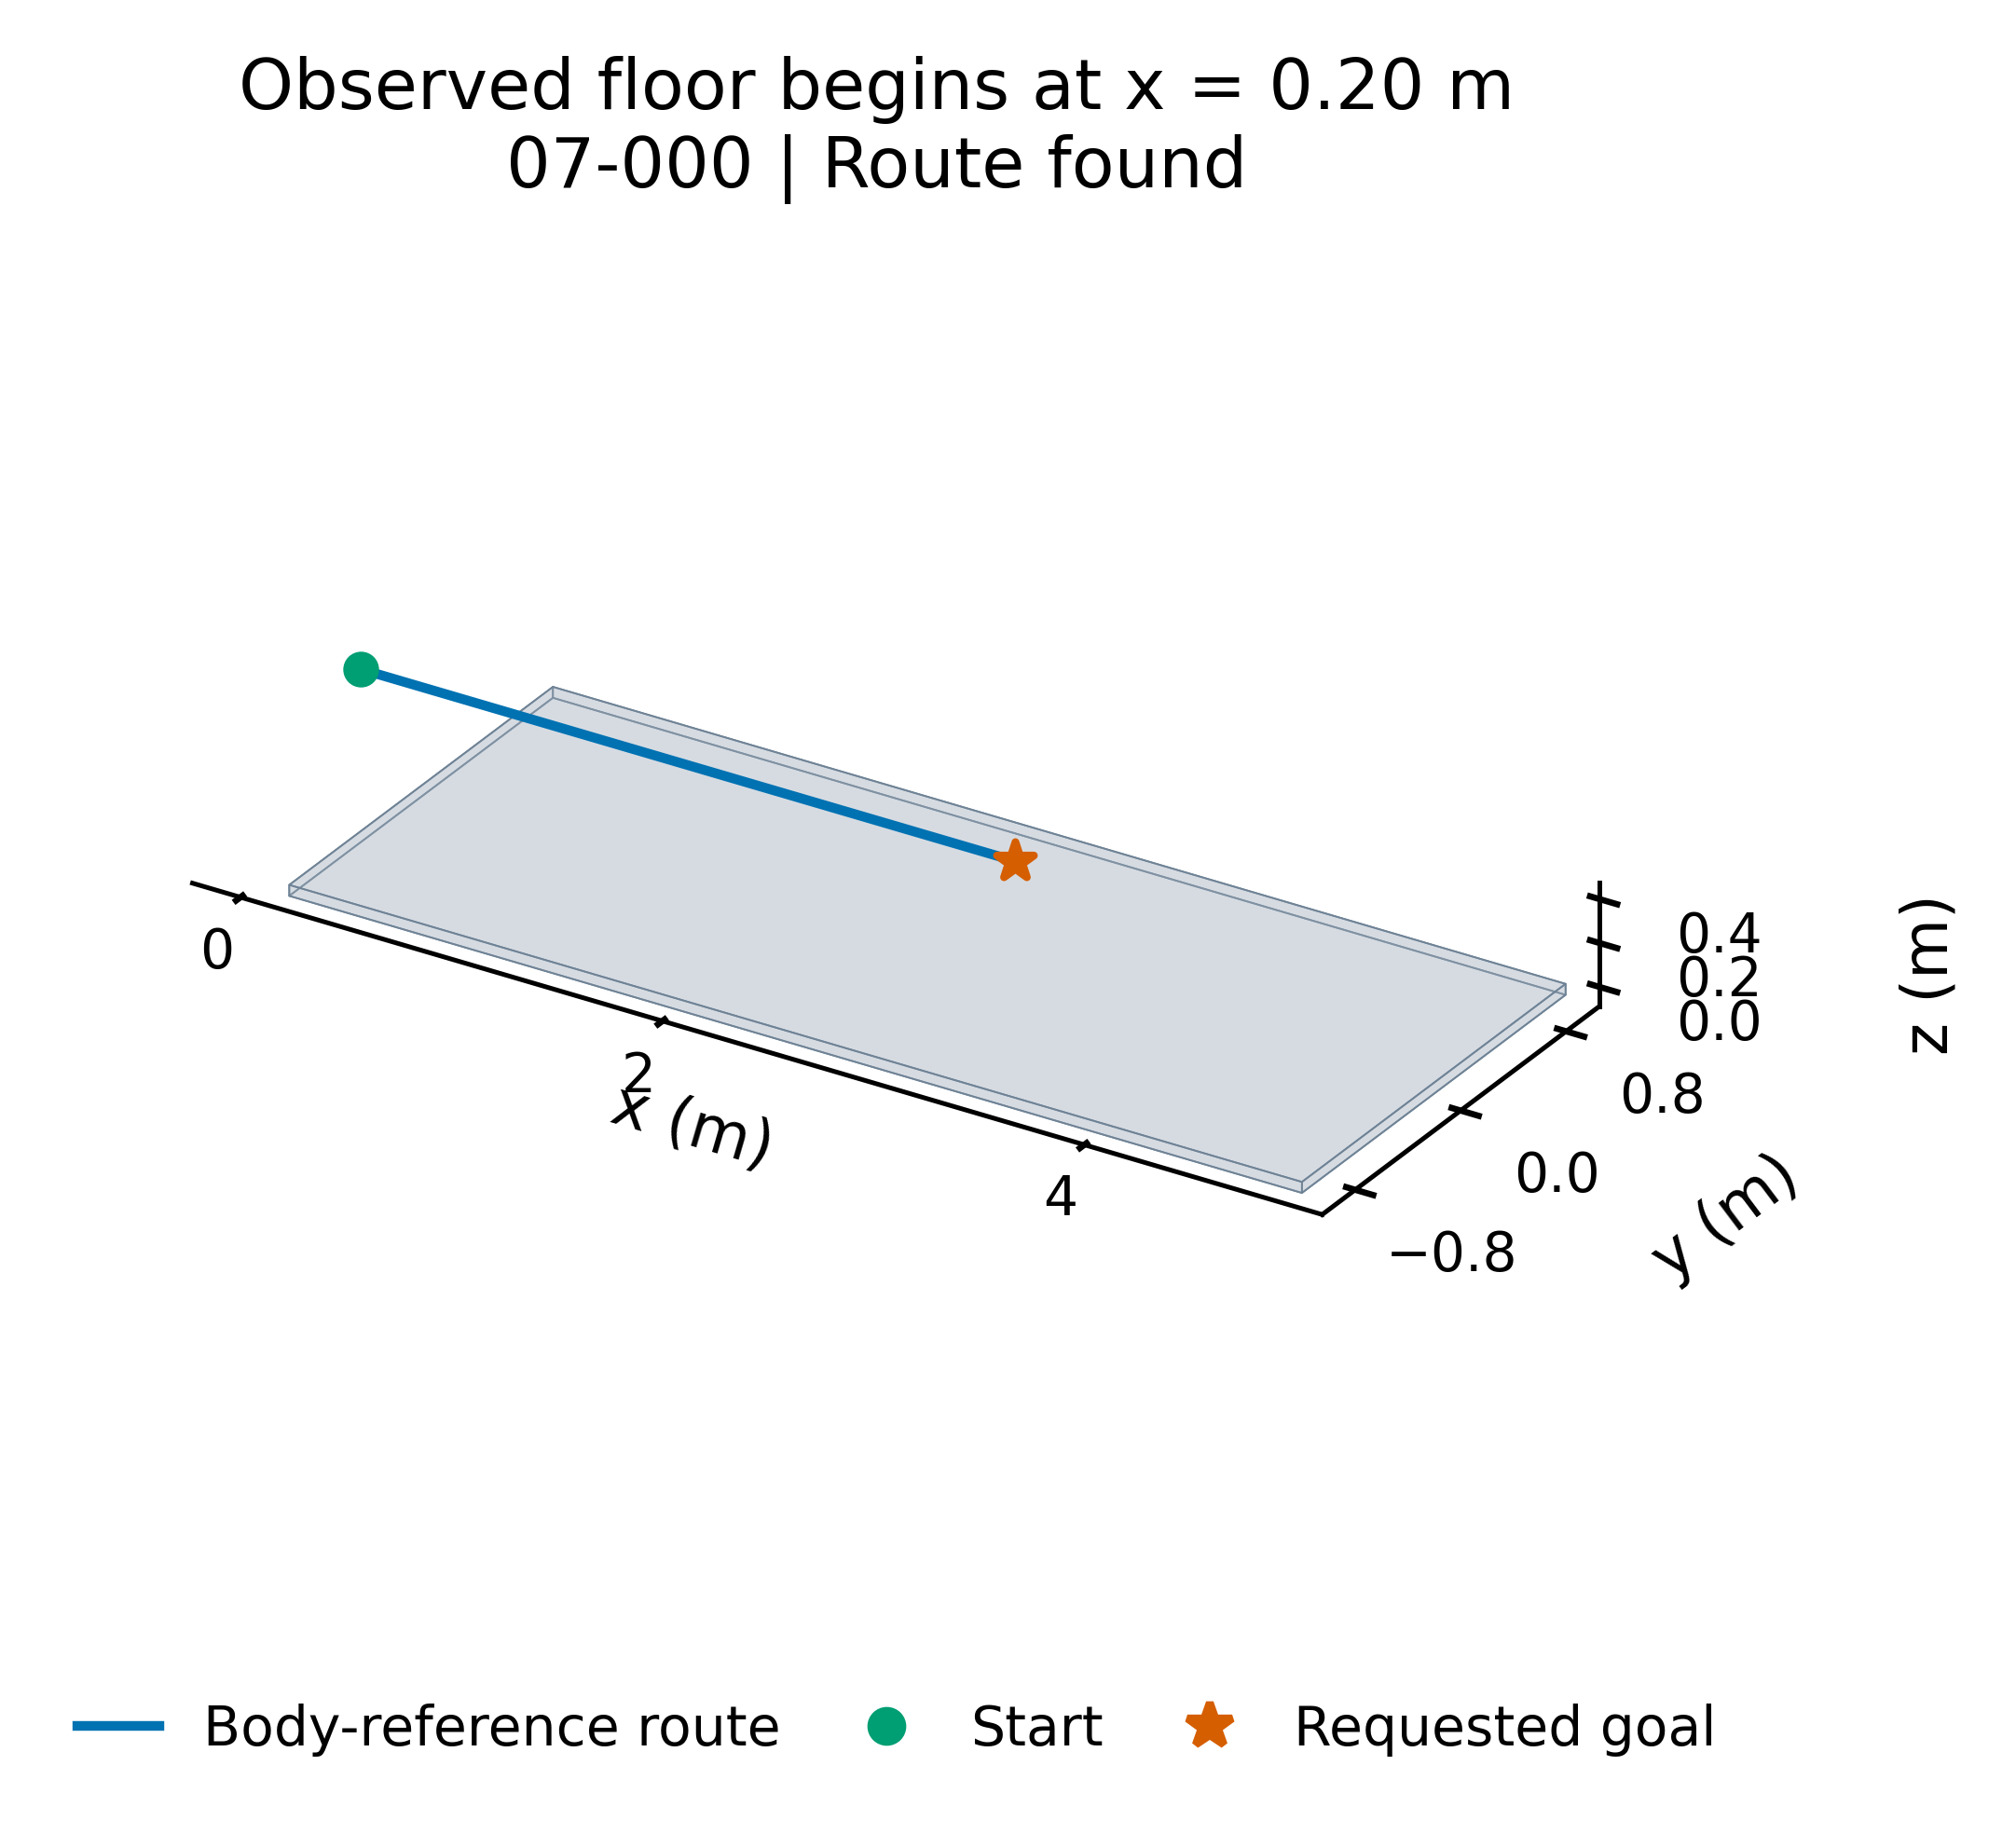 Observed floor begins at x = 0.20 m
07-000 | Route found
0
2
4
x (m)
−0.8
0.0
0.8
y (m)
0.0
0.2
0.4
z (m)
Body-reference route
Start
Requested goal